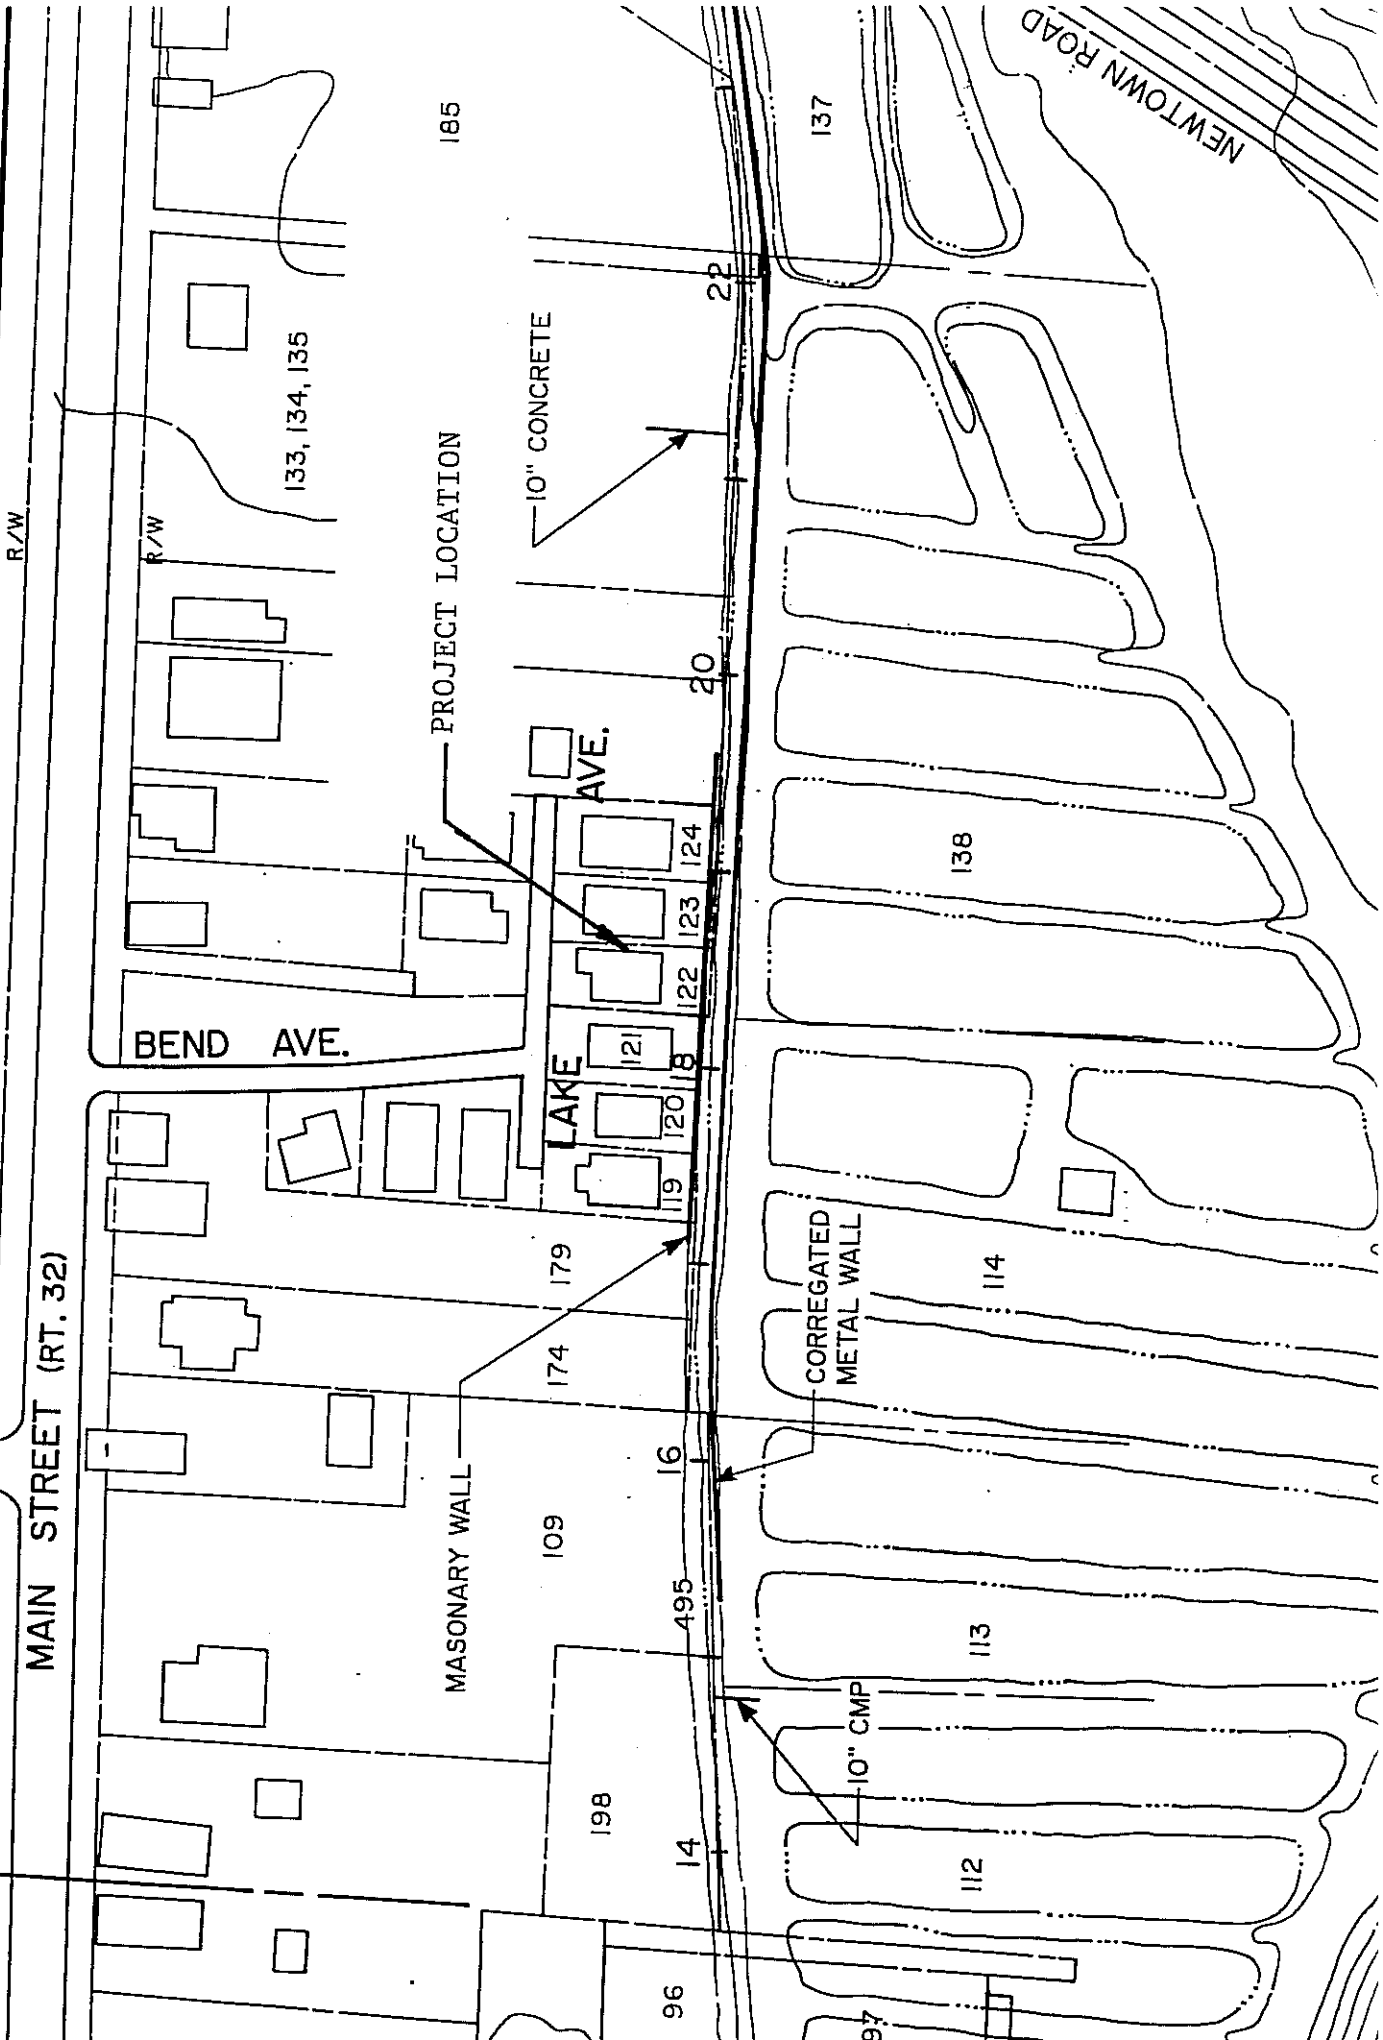 NEWTOWN ROAD
185
137
22
133, 134, 135
10" CONCRETE
R/W
R/W
PROJECT LOCATION
20
LAKE AVE.
124
123
122
121
120
119
138
18
BEND AVE.
MAIN STREET (RT. 32)
179
174
114
CORREGATED
METAL WALL
16
MASONARY WALL
109
495
113
10" CMP
198
14
112
96
97